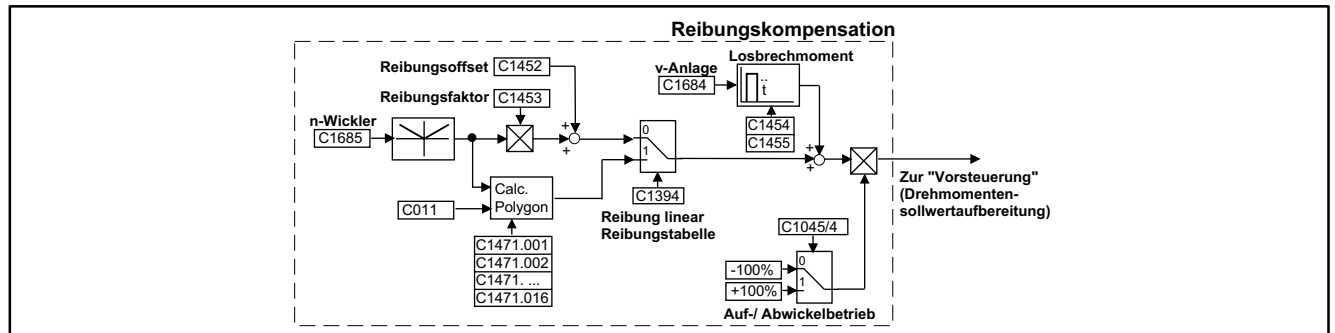 Reibungskompensation
Reibungsoffset
C1452
v-Anlage
C1684
Losbrechmoment
t
Reibungsfaktor
C1453
n-Wickler
C1685
+
+
0
1
C1454
C1455
+
+
Calc.
Polygon
C011
C1394
Reibung linear
Reibungstabelle
Zur "Vorsteuerung"
(Drehmomenten-
sollwertaufbereitung)
C1471.001
C1471.002
C1471. ...
C1471.016
C1045/4
-100%
+100%
0
1
Auf-/ Abwickelbetrieb